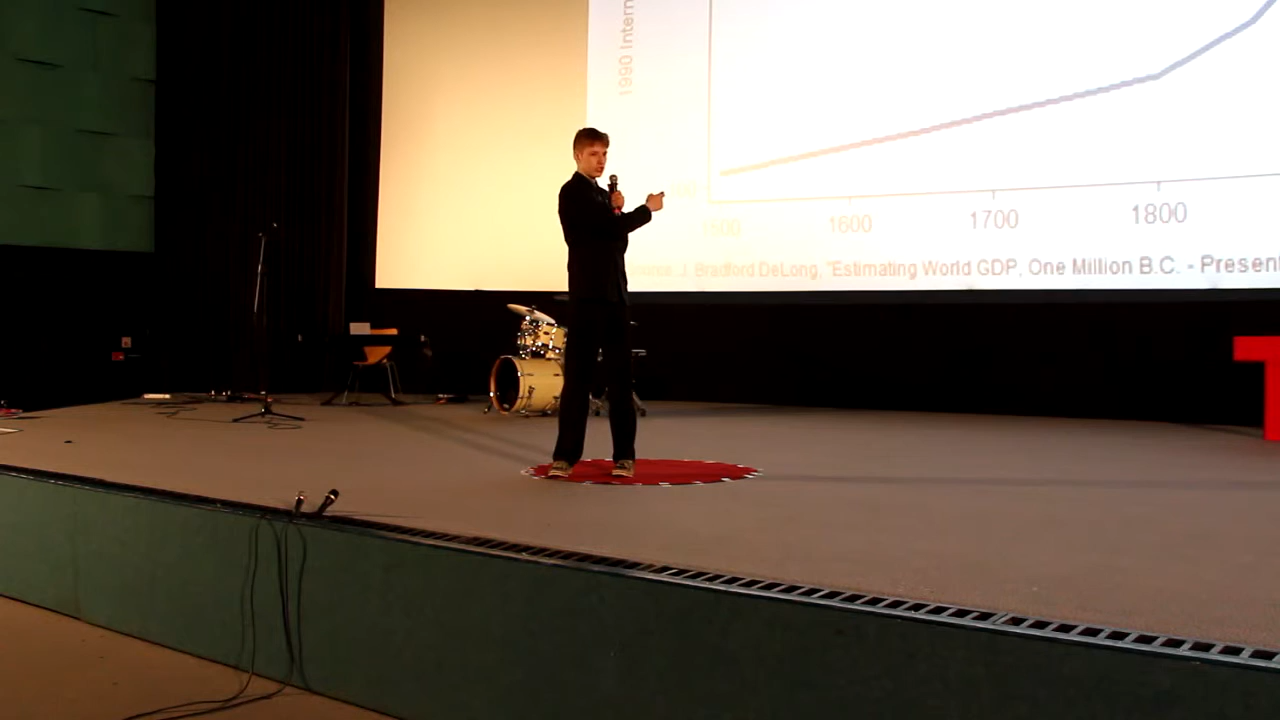 1990 Intern
1600
1700
1800
J. Bradford DeLong, "Estimating World GDP, One Million B.C. - Present
T